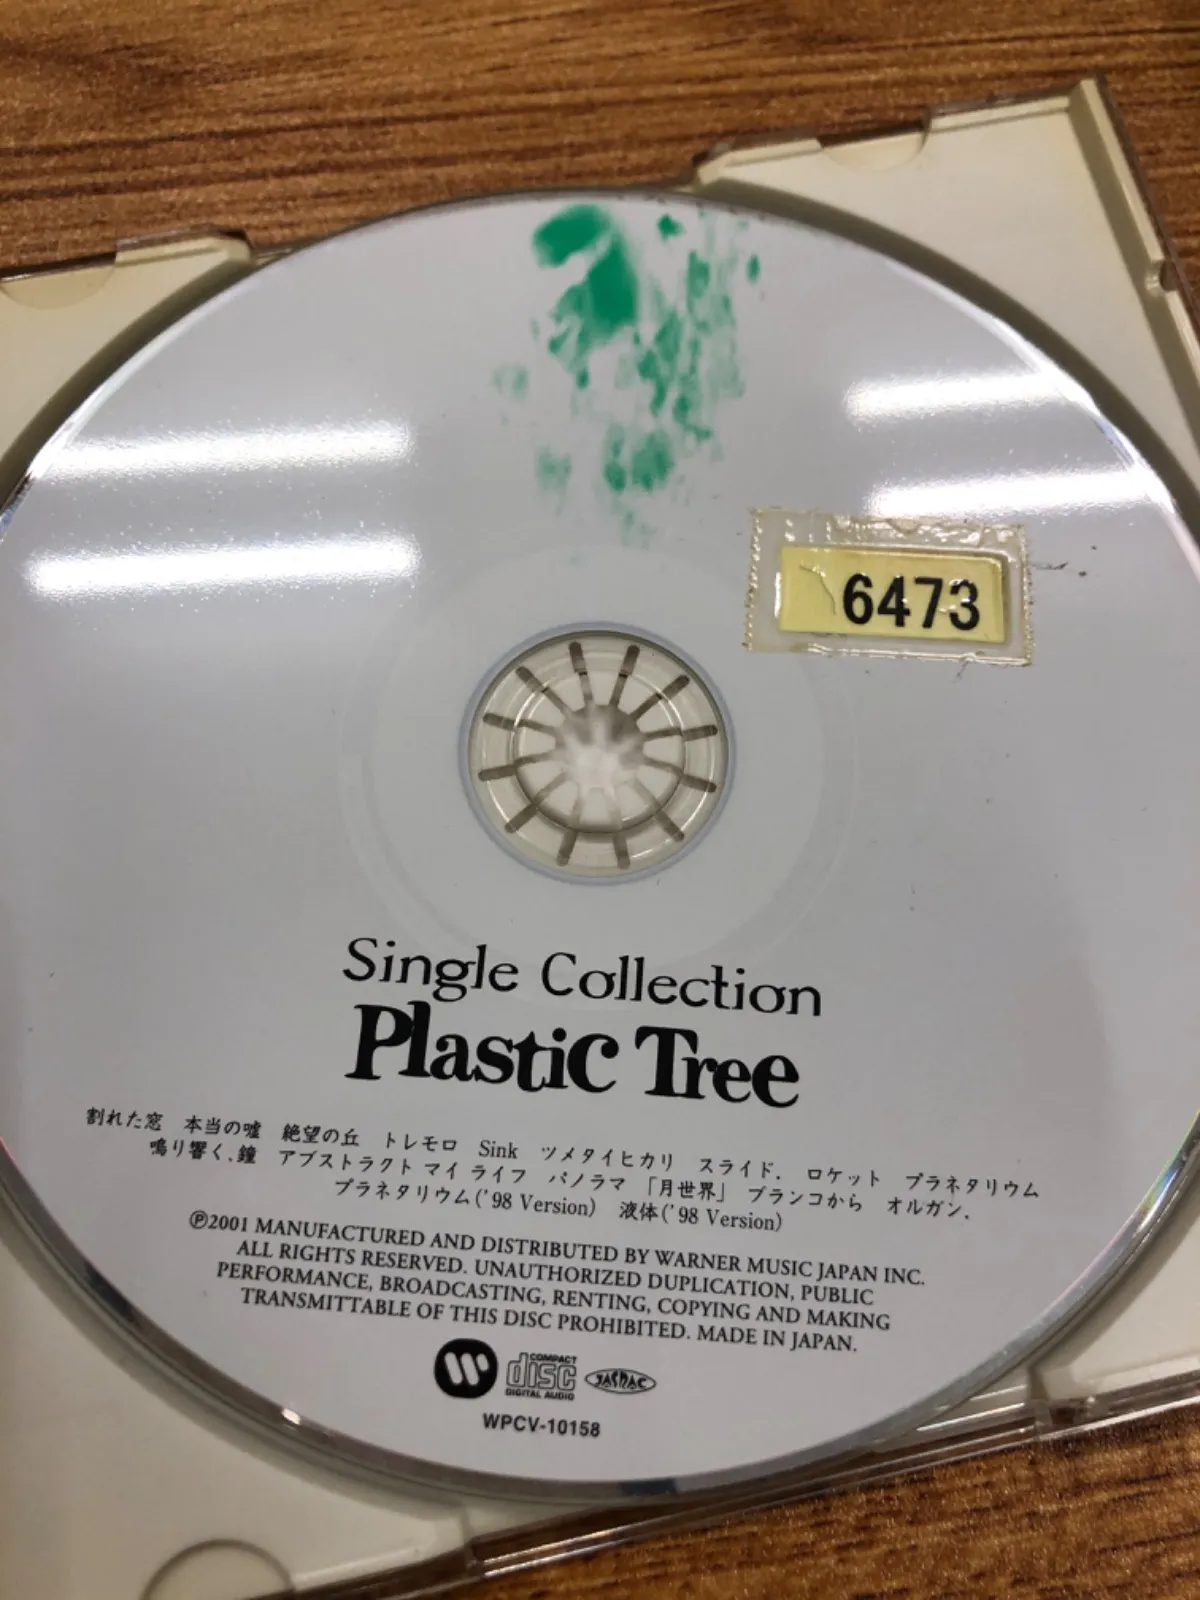 6473
Single Collection
Plastic Tree
割れた窓　本当の嘘　絶望の丘　トレモロ　Sink　ツメタイヒカリ　スライド.　ロケット　プラネタリウム
鳴り響く、鐘　アブストラクト マイ ライフ　パノラマ　「月世界」　ブランコから　オルガン.
プラネタリウム('98 Version)　液体('98 Version)
℗2001 MANUFACTURED AND DISTRIBUTED BY WARNER MUSIC JAPAN INC.
ALL RIGHTS RESERVED. UNAUTHORIZED DUPLICATION, PUBLIC
PERFORMANCE, BROADCASTING, RENTING, COPYING AND MAKING
TRANSMITTABLE OF THIS DISC PROHIBITED. MADE IN JAPAN.
COMPACT disc DIGITAL AUDIO JASRAC
WPCV-10158